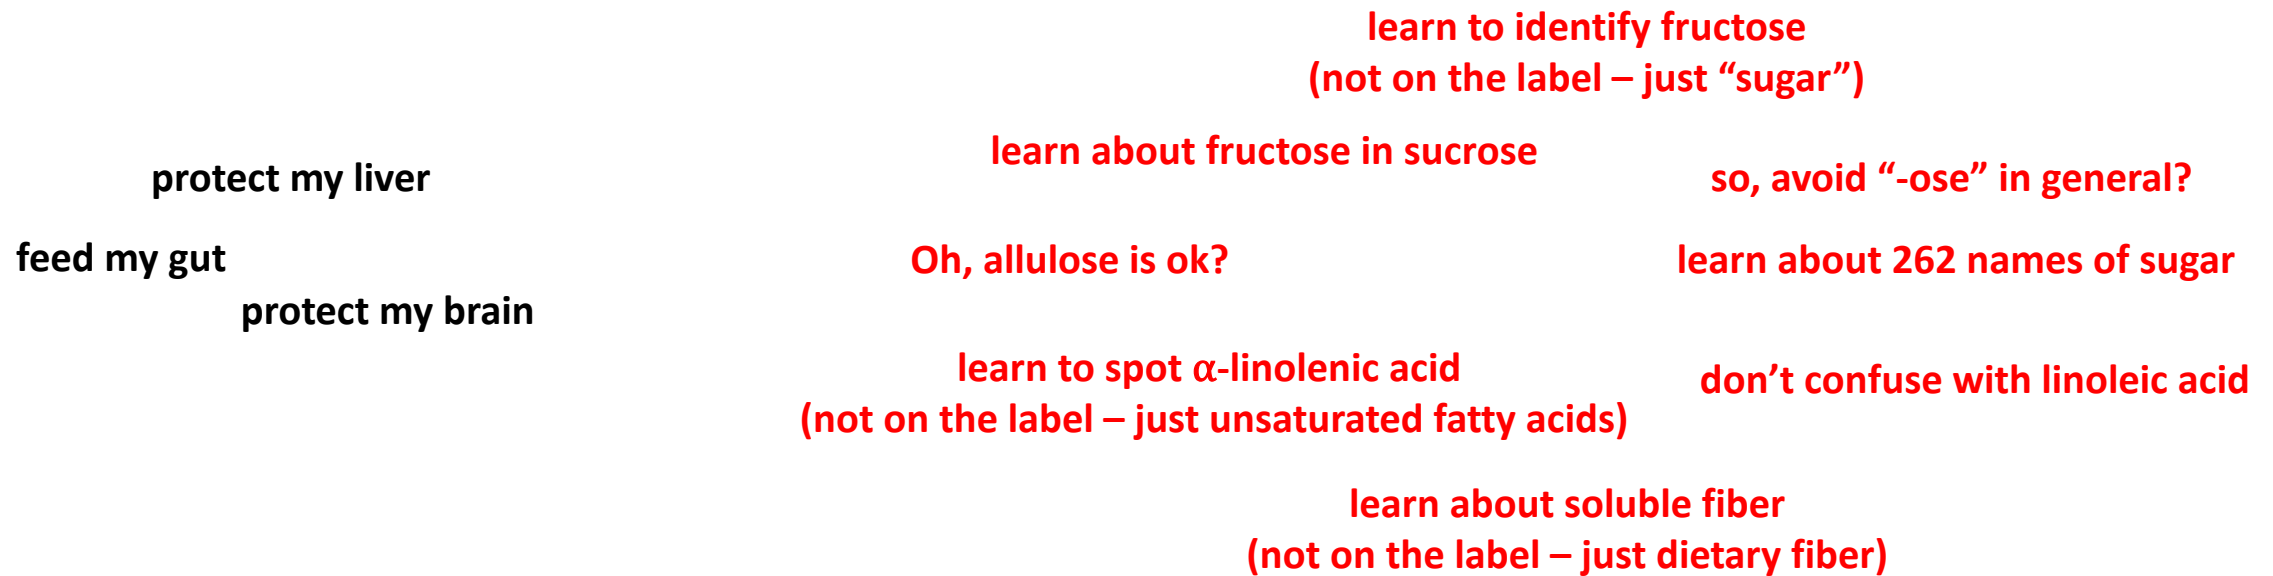 learn to identify fructose
(not on the label – just “sugar”)
learn about fructose in sucrose
protect my liver
so, avoid “-ose” in general?
feed my gut
Oh, allulose is ok?
learn about 262 names of sugar
protect my brain
learn to spot α-linolenic acid
(not on the label – just unsaturated fatty acids)
don’t confuse with linoleic acid
learn about soluble fiber
(not on the label – just dietary fiber)